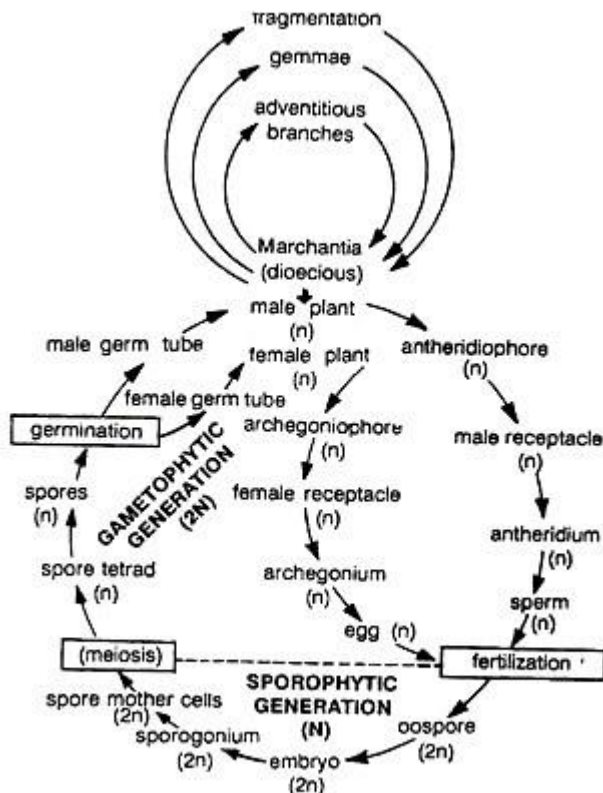 fragmentation
gemmae
adventitious
branches
Marchantia
(dioecious)
male plant
(n)
female plant
(n)
male germ tube
female germ tube
germination
spores
(n)
spore tetrad
(n)
(meiosis)
GAMETOPHYTIC
GENERATION
(2N)
archegoniophore
(n)
female receptacle
(n)
archegonium
(n)
egg (n)
antheridiophore
(n)
male receptacle
(n)
antheridium
(n)
sperm
(n)
fertilization
SPOROPHYTIC
GENERATION
(N)
oospore
(2n)
embryo
(2n)
sporogonium
(2n)
spore mother cells
(2n)